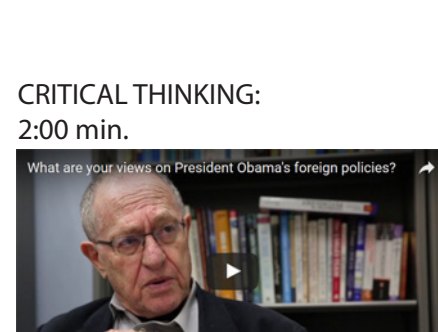 CRITICAL THINKING:
2:00 min.
What are your views on President Obama's foreign policies?